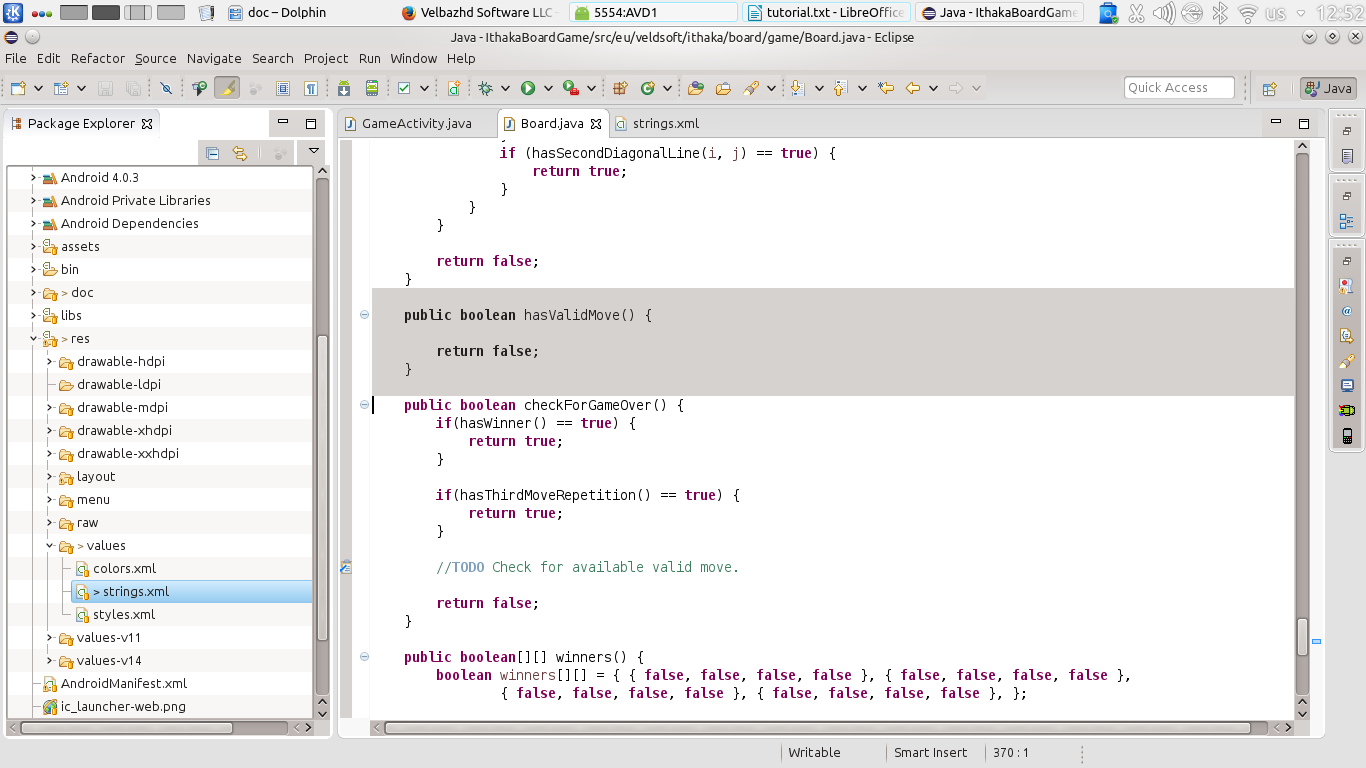 doc – Dolphin
Velbazhd Software LLC
5554:AVD1
tutorial.txt - LibreOffice
Java - IthakaBoardGame
us
12:52
Java - IthakaBoardGame/src/eu/veldsoft/ithaka/board/game/Board.java - Eclipse
File Edit Refactor Source Navigate Search Project Run Window Help
Quick Access
Java
Package Explorer
GameActivity.java
Board.java
strings.xml
Android 4.0.3
Android Private Libraries
Android Dependencies
assets
bin
> doc
libs
> res
drawable-hdpi
drawable-ldpi
drawable-mdpi
drawable-xhdpi
drawable-xxhdpi
layout
menu
raw
> values
colors.xml
> strings.xml
styles.xml
values-v11
values-v14
AndroidManifest.xml
ic_launcher-web.png
if (hasSecondDiagonalLine(i, j) == true) {
return true;
}
}
}
return false;
}
public boolean hasValidMove() {
return false;
}
public boolean checkForGameOver() {
if(hasWinner() == true) {
return true;
}
if(hasThirdMoveRepetition() == true) {
return true;
}
//TODO Check for available valid move.
return false;
}
public boolean[][] winners() {
boolean winners[][] = { { false, false, false, false }, { false, false, false, false },
{ false, false, false, false }, { false, false, false, false }, };
Writable
Smart Insert
370 : 1